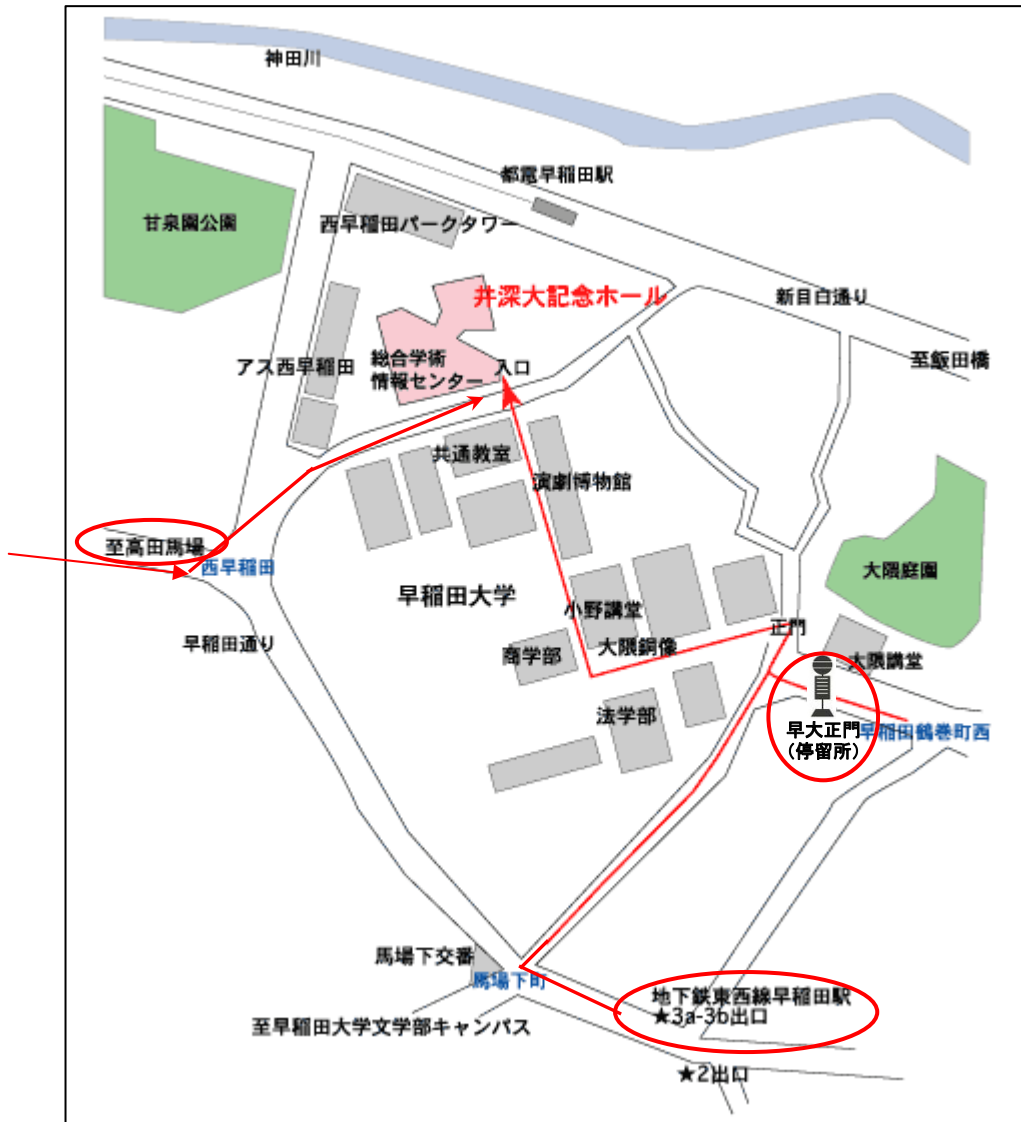 神田川
都電早稲田駅
甘泉園公園
西早稲田パークタワー
井深大記念ホール
新目白通り
至飯田橋
アス西早稲田
総合学術
情報センター
入口
共通教室
演劇博物館
至高田馬場
西早稲田
早稲田大学
大隈庭園
小野講堂
正門
早稲田通り
商学部
大隈銅像
大隈講堂
法学部
早大正門
(停留所)
早稲田鶴巻町西
馬場下交番
馬場下町
地下鉄東西線早稲田駅
★3a-3b出口
至早稲田大学文学部キャンパス
★2出口